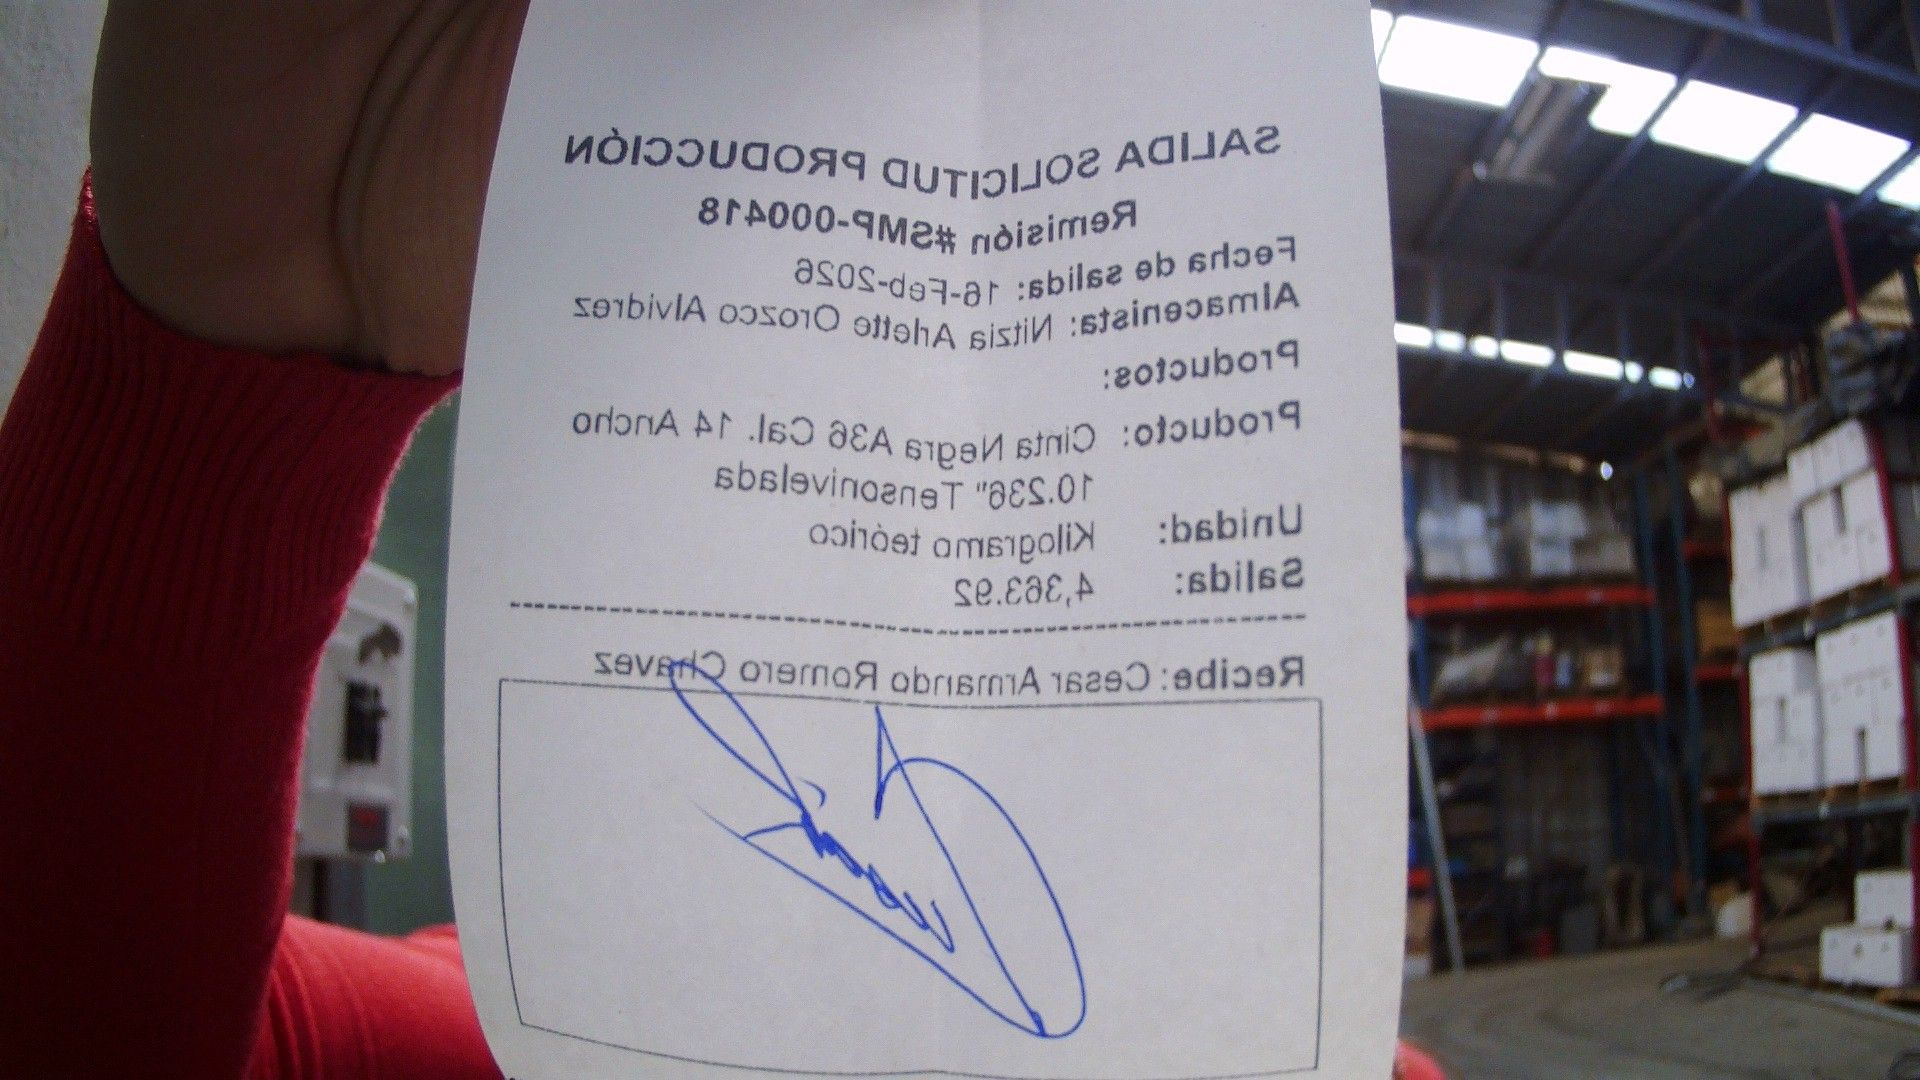 SALIDA SOLICITUD PRODUCCIÓN
Remisión #SMP-000418
Fecha de salida: 16-Feb-2026
Almacenista: Nitzia Arlette Orozco Alvidrez
Productos:
Producto: Cinta Negra A36 Cal. 14 Ancho
10.236" Tensonivelada
Unidad: Kilogramo teórico
Salida: 4,363.92
Recibe: Cesar Armando Romero Chavez